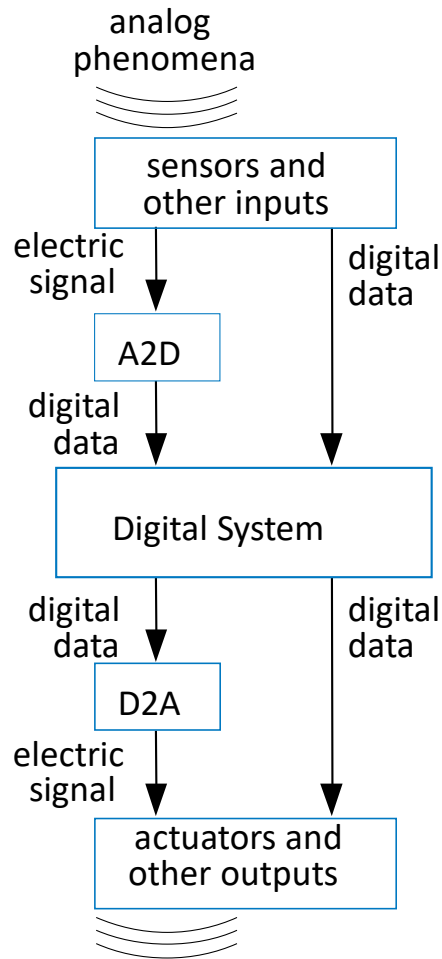 analog
phenomena
sensors and
other inputs
electric
signal
digital
data
A2D
digital
data
Digital System
digital
data
digital
data
D2A
electric
signal
actuators and
other outputs